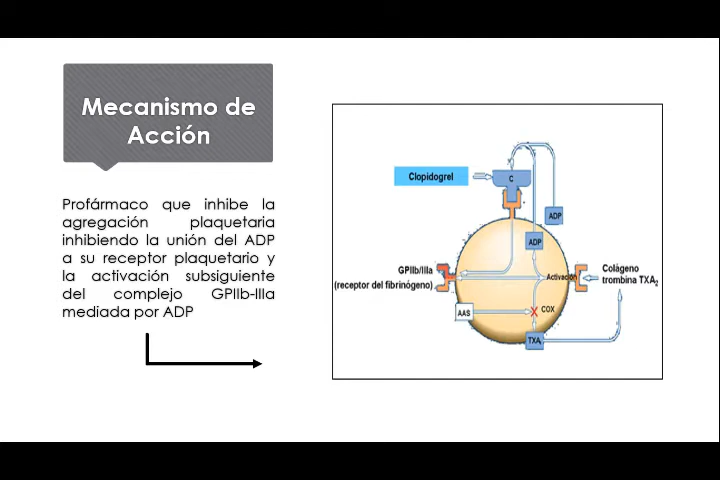 Mecanismo de
Acción
Profármaco que inhibe la
agregación plaquetaria
inhibiendo la unión del ADP
a su receptor plaquetario y
la activación subsiguiente
del complejo GPIIb-IIIa
mediada por ADP
Clopidogrel
C
ADP
ADP
GPIIb/IIIa
(receptor del fibrinógeno)
Activación
Colágeno
trombina TXA₂
AAS
COX
TXA